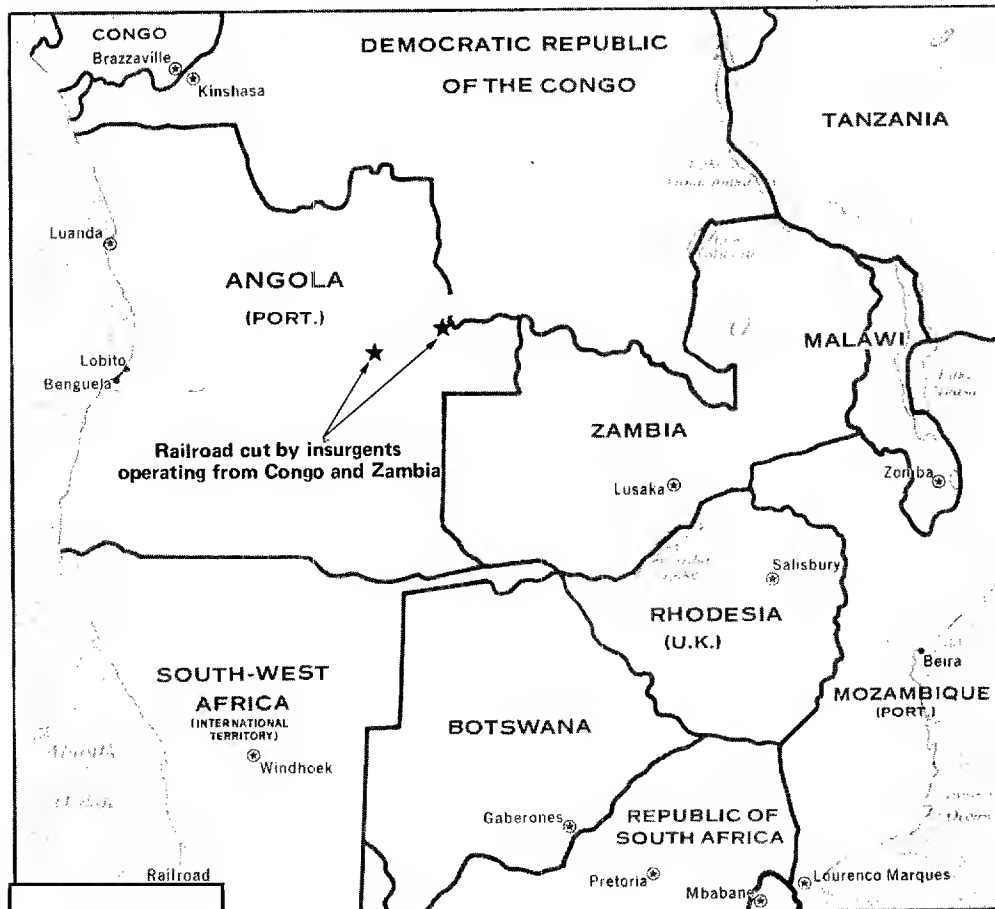 CONGO
Brazzaville
Kinshasa
DEMOCRATIC REPUBLIC
OF THE CONGO
TANZANIA
Luanda
ANGOLA
(PORT.)
Lobito
Benguela
MALAWI
Railroad cut by insurgents
operating from Congo and Zambia
ZAMBIA
Lusaka
Zomba
Salisbury
RHODESIA
(U.K.)
Beira
MOZAMBIQUE
(PORT.)
SOUTH-WEST
AFRICA
(INTERNATIONAL
TERRITORY)
Windhoek
BOTSWANA
Gaberones
REPUBLIC OF
SOUTH AFRICA
Pretoria
Mbabane
Lourenco Marques
Railroad